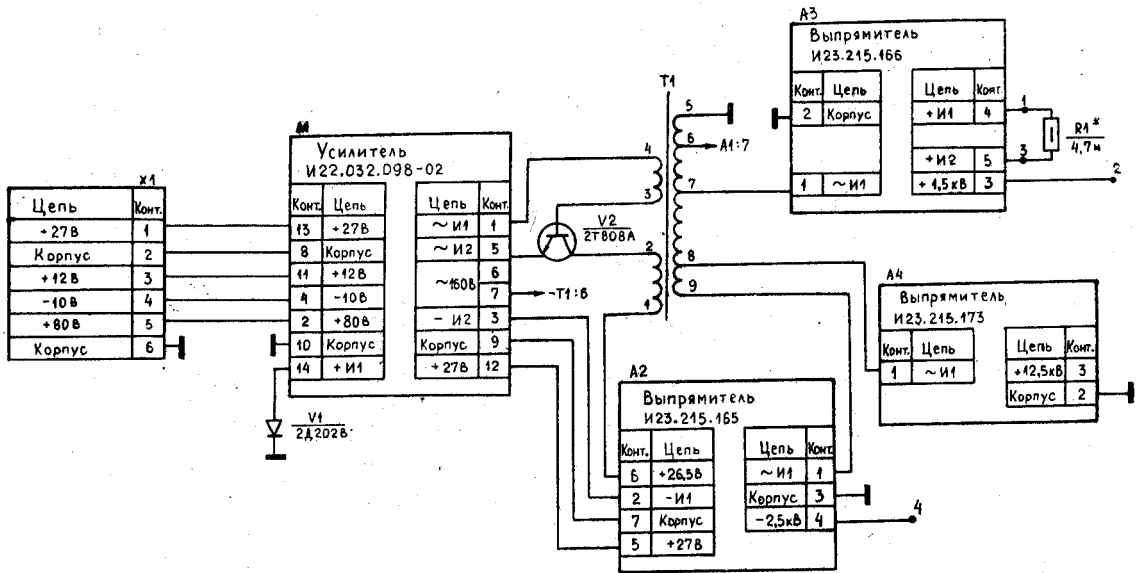 X1
Цепь Конт.
+27В 1
Корпус 2
+12В 3
-10В 4
+80В 5
Корпус 6
Усилитель
И22.032.098-02
Конт. Цепь
13 +27В
8 Корпус
11 +12В
4 -10В
2 +80В
10 Корпус
14 +И1
Цепь Конт.
~И1 1
~И2 5
~160В 6
7
-И2 3
Корпус 9
+27В 12
V1
2Д202В
V2
2Т808А
-Т1:6
Т1
4
3
2
1
5
6
А1:7
7
8
9
А3
Выпрямитель
И23.215.166
Конт. Цепь
2 Корпус
1 ~И1
Цепь Конт.
+И1 4
+И2 5
+1,5кВ 3
1
3
R1*
4,7м
2
А4
Выпрямитель
И23.215.173
Конт. Цепь
1 ~И1
Цепь Конт.
+12,5кВ 3
Корпус 2
А2
Выпрямитель
И23.215.165
Конт. Цепь
6 +26,5В
2 -И1
7 Корпус
5 +27В
Цепь Конт.
~И1 1
Корпус 3
-2,5кВ 4
4